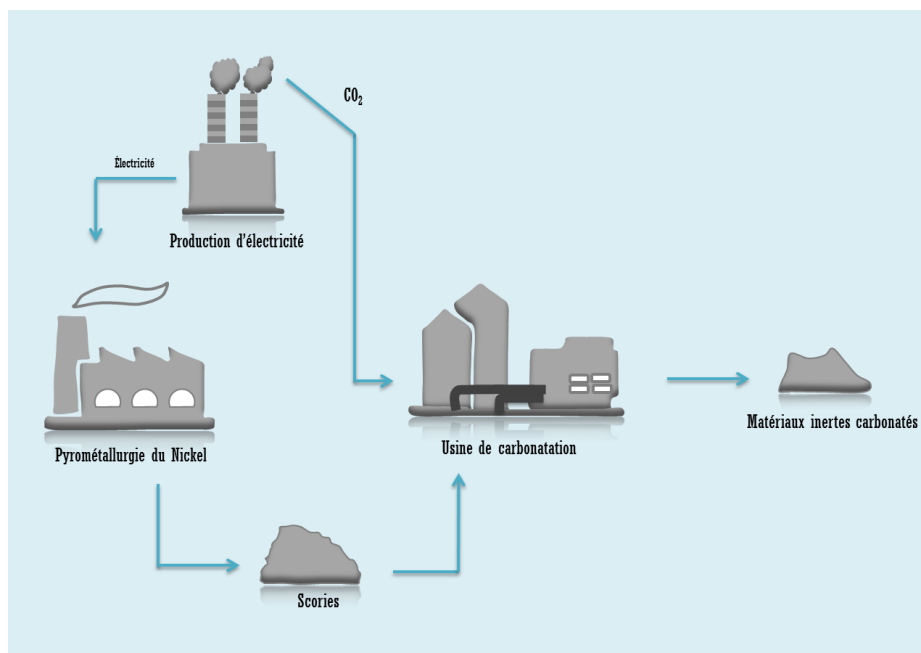 CO₂
Électricité
Production d'électricité
Pyrométallurgie du Nickel
Usine de carbonatation
Matériaux inertes carbonatés
Scories